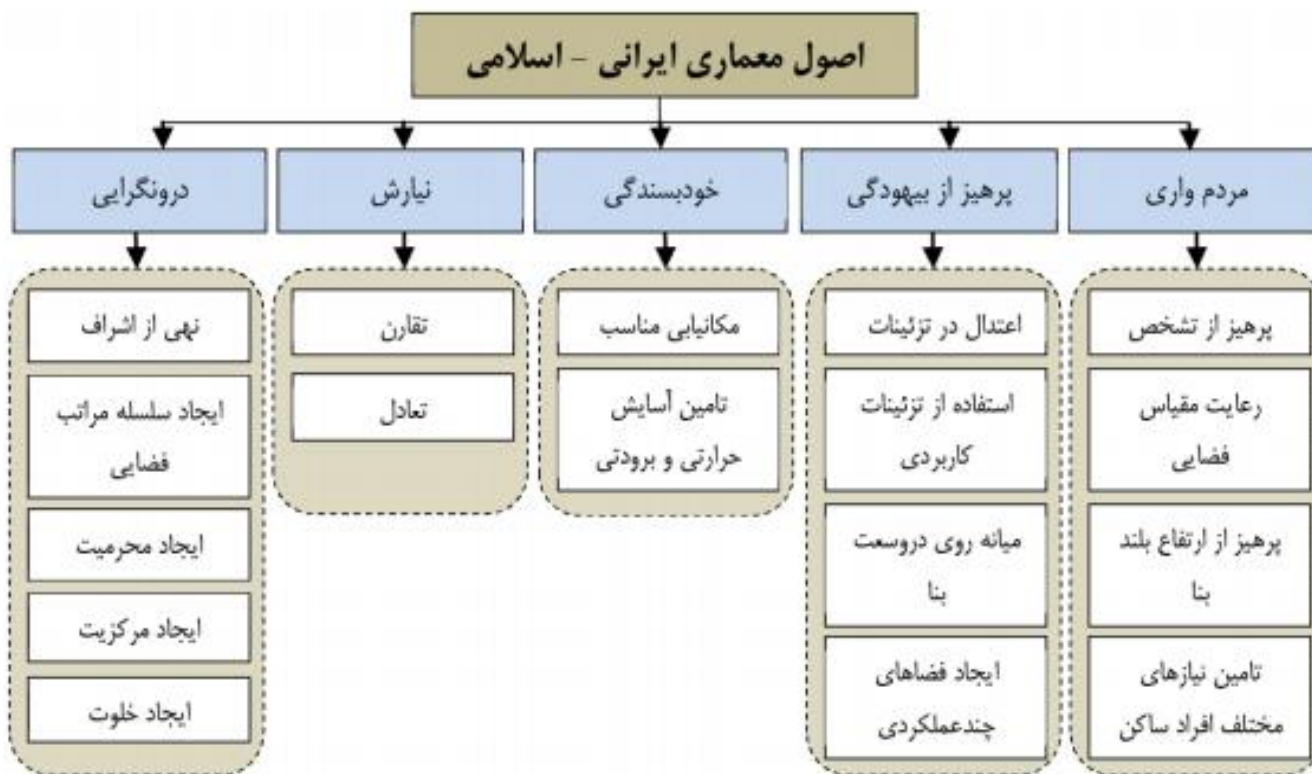 اصول معماری ایرانی - اسلامی
مردم واری
پرهیز از تشخص
رعایت مقیاس
فضایی
پرهیز از ارتفاع بلند
بنا
تامین نیازهای
مختلف افراد ساکن
پرهیز از بیهودگی
اعتدال در تزئینات
استفاده از تزئینات
کاربردی
میانه روی دروسعت
بنا
ایجاد فضاهای
چندعملکردی
خودبسندگی
مکانیابی مناسب
تامین آسایش
حرارتی و برودتی
نیارش
تقارن
تعادل
درونگرایی
نهی از اشراف
ایجاد سلسله مراتب
فضایی
ایجاد محرمیت
ایجاد مرکزیت
ایجاد خلوت